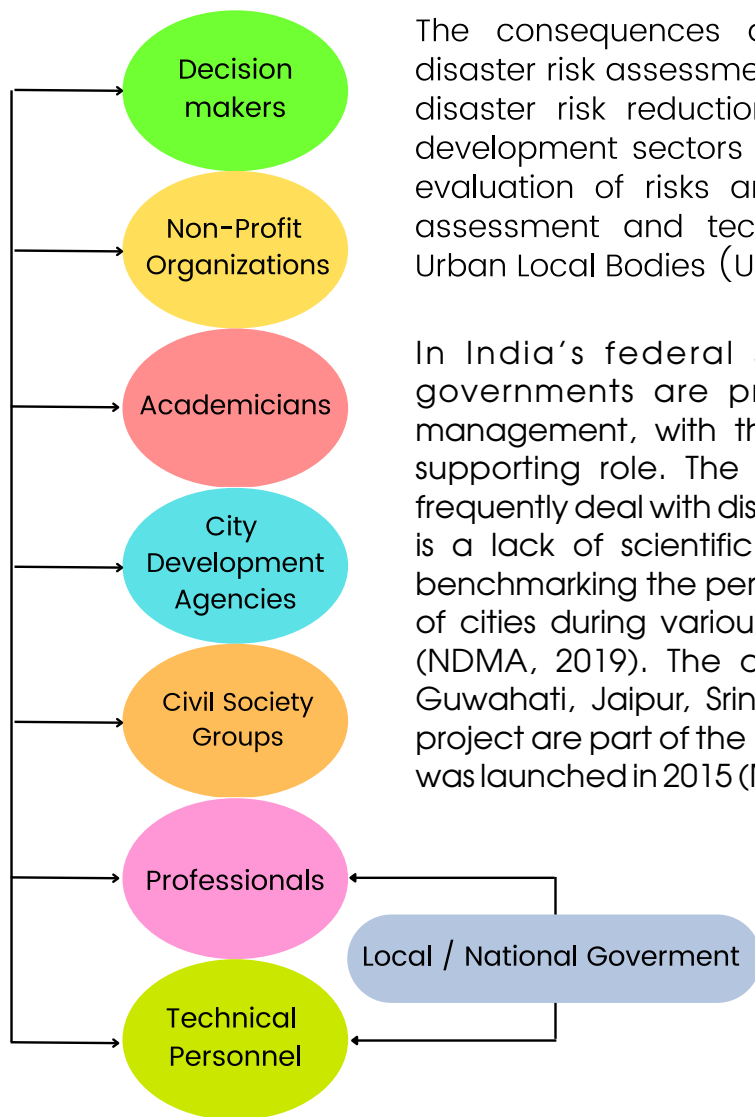 Decision
makers
Non-Profit
Organizations
Academicians
City
Development
Agencies
Civil Society
Groups
Professionals
Technical
Personnel
Local / National Goverment
The consequences
disaster risk assessme
disaster risk reduction
development sectors
evaluation of risks a
assessment and tec
Urban Local Bodies (U
In India's federal
governments are pr
management, with th
supporting role. The
frequently deal with dis
is a lack of scientific
benchmarking the per
of cities during variou
(NDMA, 2019). The
Guwahati, Jaipur, Srin
project are part of the
was launched in 2015 (